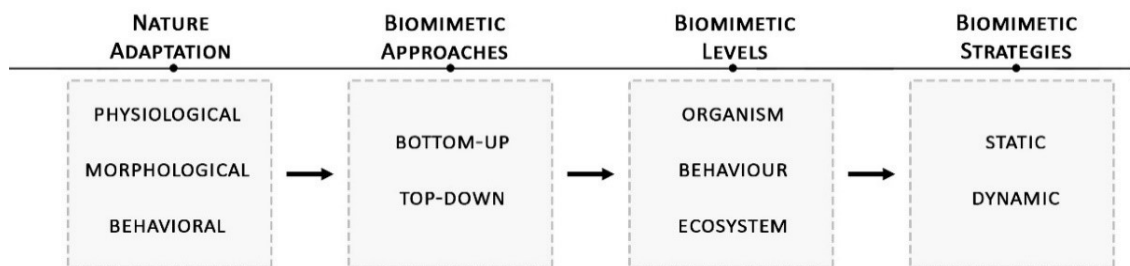 NATURE
ADAPTATION
BIOMIMETIC
APPROACHES
BIOMIMETIC
LEVELS
BIOMIMETIC
STRATEGIES
PHYSIOLOGICAL
MORPHOLOGICAL
BEHAVIORAL
BOTTOM-UP
TOP-DOWN
ORGANISM
BEHAVIOUR
ECOSYSTEM
STATIC
DYNAMIC